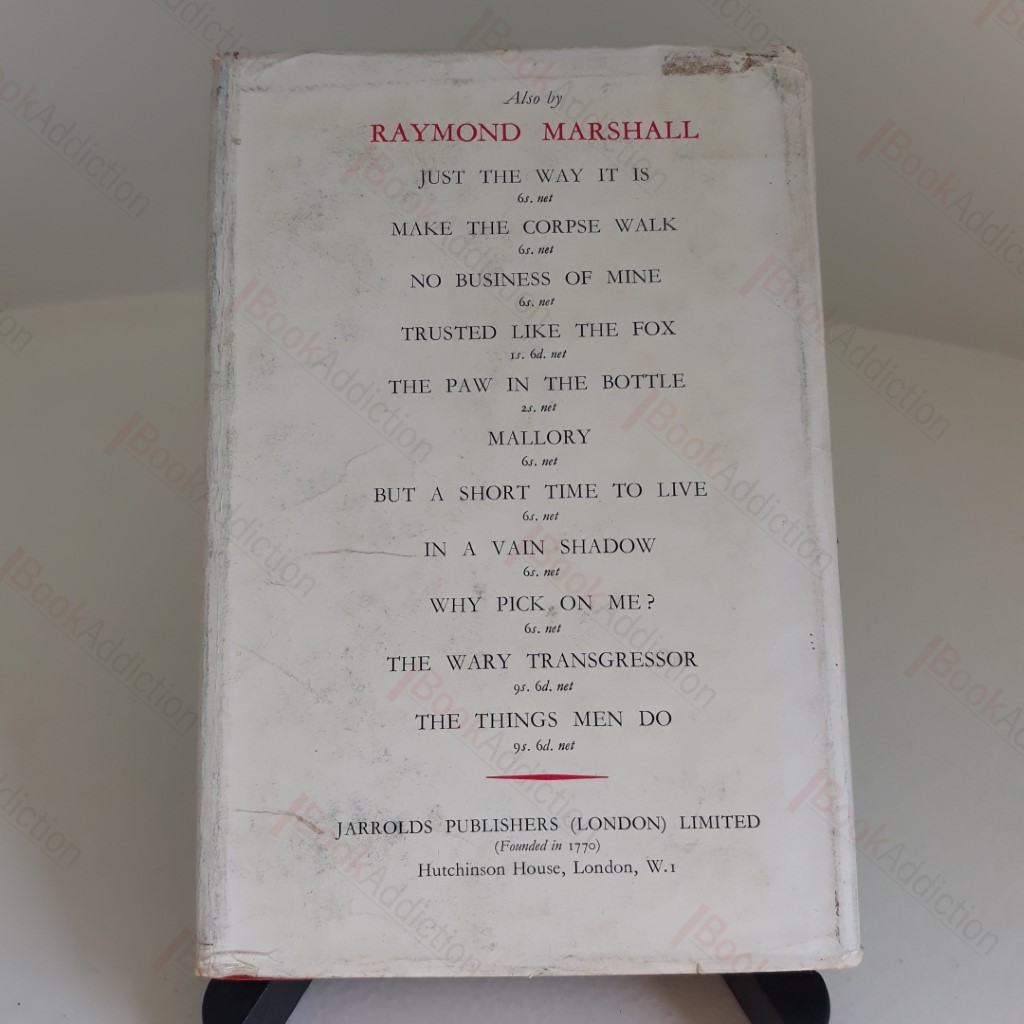 Also by
RAYMOND MARSHALL
JUST THE WAY IT IS
6s. net
MAKE THE CORPSE WALK
6s. net
NO BUSINESS OF MINE
6s. net
TRUSTED LIKE THE FOX
1s. 6d. net
THE PAW IN THE BOTTLE
2s. net
MALLORY
6s. net
BUT A SHORT TIME TO LIVE
6s. net
IN A VAIN SHADOW
6s. net
WHY PICK ON ME?
6s. net
THE WARY TRANSGRESSOR
9s. 6d. net
THE THINGS MEN DO
9s. 6d. net
JARROLDS PUBLISHERS (LONDON) LIMITED
(Founded in 1770)
Hutchinson House, London, W.1
BookAddiction